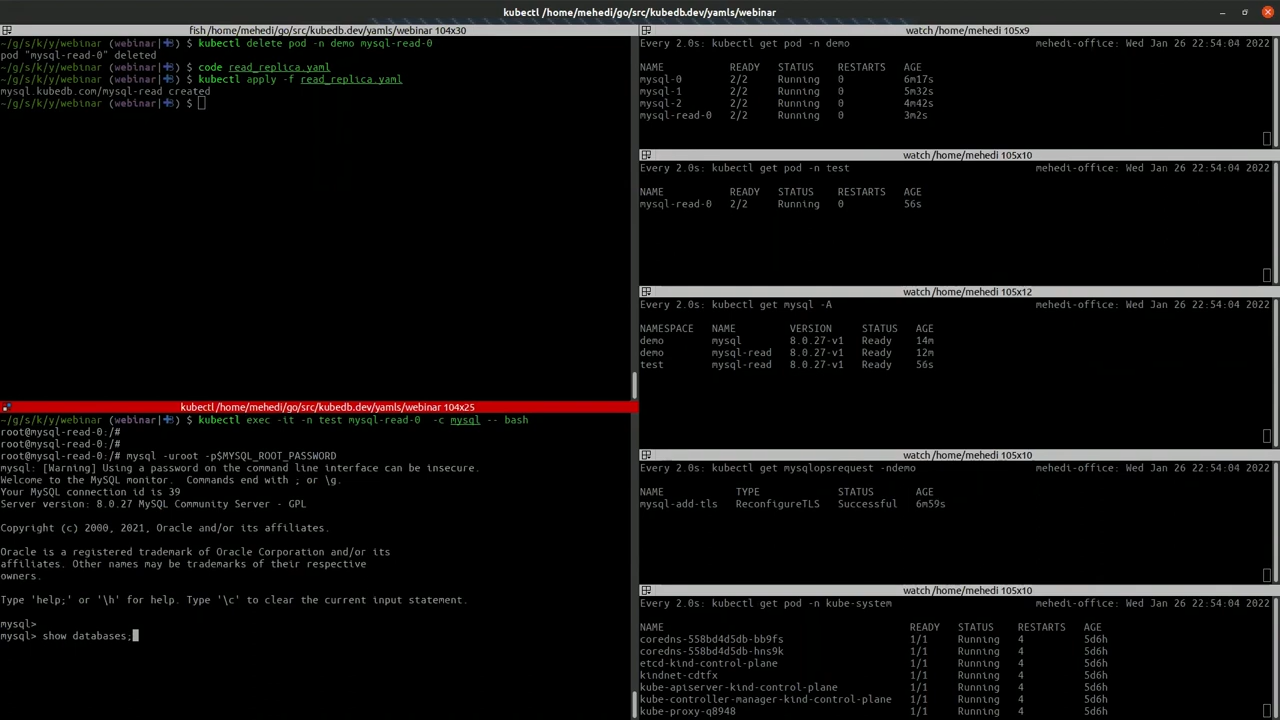 kubectl /home/mehedi/go/src/kubedb.dev/yamls/webinar
fish/home/mehedi/go/src/kubedb.dev/yamls/webinar 104x30
~/g/s/k/y/webinar (webinar|✚8) $ kubectl delete pod -n demo mysql-read-0
pod "mysql-read-0" deleted
~/g/s/k/y/webinar (webinar|✚8) $ code read_replica.yaml
~/g/s/k/y/webinar (webinar|✚8) $ kubectl apply -f read_replica.yaml
mysql.kubedb.com/mysql-read created
~/g/s/k/y/webinar (webinar|✚8) $
kubectl /home/mehedi/go/src/kubedb.dev/yamls/webinar 104x25
~/g/s/k/y/webinar (webinar|✚8) $ kubectl exec -it -n test mysql-read-0  -c mysql -- bash
root@mysql-read-0:/#
root@mysql-read-0:/#
root@mysql-read-0:/# mysql -uroot -p$MYSQL_ROOT_PASSWORD
mysql: [Warning] Using a password on the command line interface can be insecure.
Welcome to the MySQL monitor.  Commands end with ; or \g.
Your MySQL connection id is 39
Server version: 8.0.27 MySQL Community Server - GPL
Copyright (c) 2000, 2021, Oracle and/or its affiliates.
Oracle is a registered trademark of Oracle Corporation and/or its
affiliates. Other names may be trademarks of their respective
owners.
Type 'help;' or '\h' for help. Type '\c' to clear the current input statement.
mysql>
mysql> show databases;
watch /home/mehedi 105x9
Every 2.0s: kubectl get pod -n demo mehedi-office: Wed Jan 26 22:54:04 2022
NAME READY STATUS RESTARTS AGE
mysql-0 2/2 Running 0 6m17s
mysql-1 2/2 Running 0 5m32s
mysql-2 2/2 Running 0 4m42s
mysql-read-0 2/2 Running 0 3m2s
watch /home/mehedi 105x10
Every 2.0s: kubectl get pod -n test mehedi-office: Wed Jan 26 22:54:04 2022
NAME READY STATUS RESTARTS AGE
mysql-read-0 2/2 Running 0 56s
watch /home/mehedi 105x12
Every 2.0s: kubectl get mysql -A mehedi-office: Wed Jan 26 22:54:04 2022
NAMESPACE NAME VERSION STATUS AGE
demo mysql 8.0.27-v1 Ready 14m
demo mysql-read 8.0.27-v1 Ready 12m
test mysql-read 8.0.27-v1 Ready 56s
watch /home/mehedi 105x10
Every 2.0s: kubectl get mysqlopsrequest -ndemo mehedi-office: Wed Jan 26 22:54:04 2022
NAME TYPE STATUS AGE
mysql-add-tls ReconfigureTLS Successful 6m59s
watch /home/mehedi 105x10
Every 2.0s: kubectl get pod -n kube-system mehedi-office: Wed Jan 26 22:54:04 2022
NAME READY STATUS RESTARTS AGE
coredns-558bd4d5db-bb9fs 1/1 Running 4 5d6h
coredns-558bd4d5db-hns9k 1/1 Running 4 5d6h
etcd-kind-control-plane 1/1 Running 4 5d6h
kindnet-cdtfx 1/1 Running 4 5d6h
kube-apiserver-kind-control-plane 1/1 Running 4 5d6h
kube-controller-manager-kind-control-plane 1/1 Running 4 5d6h
kube-proxy-q8948 1/1 Running 4 5d6h